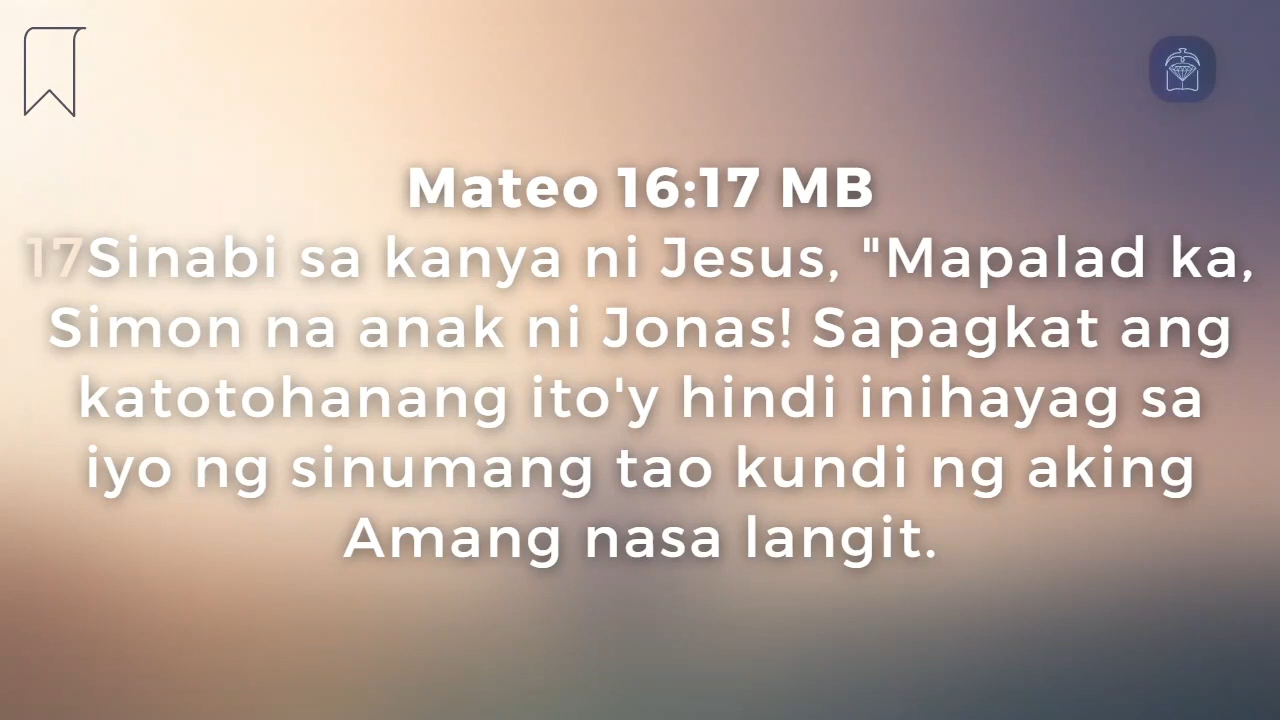 Mateo 16:17 MB
17Sinabi sa kanya ni Jesus, "Mapalad ka,
Simon na anak ni Jonas! Sapagkat ang
katotohanang ito'y hindi inihayag sa
iyo ng sinumang tao kundi ng aking
Amang nasa langit.